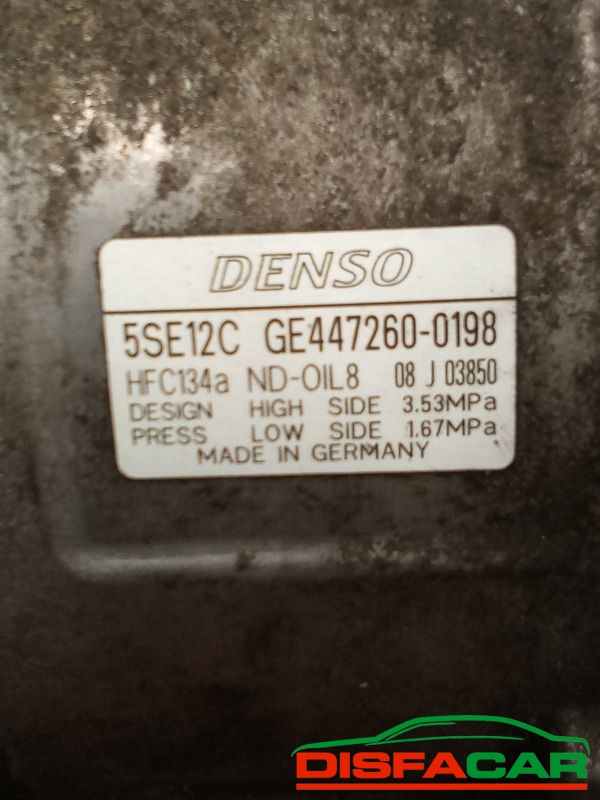 DENSO
5SE12C GE447260-0198
HFC134a ND-OIL8 08 J 03850
DESIGN HIGH SIDE 3.53MPa
PRESS LOW SIDE 1.67MPa
MADE IN GERMANY
DISFACAR